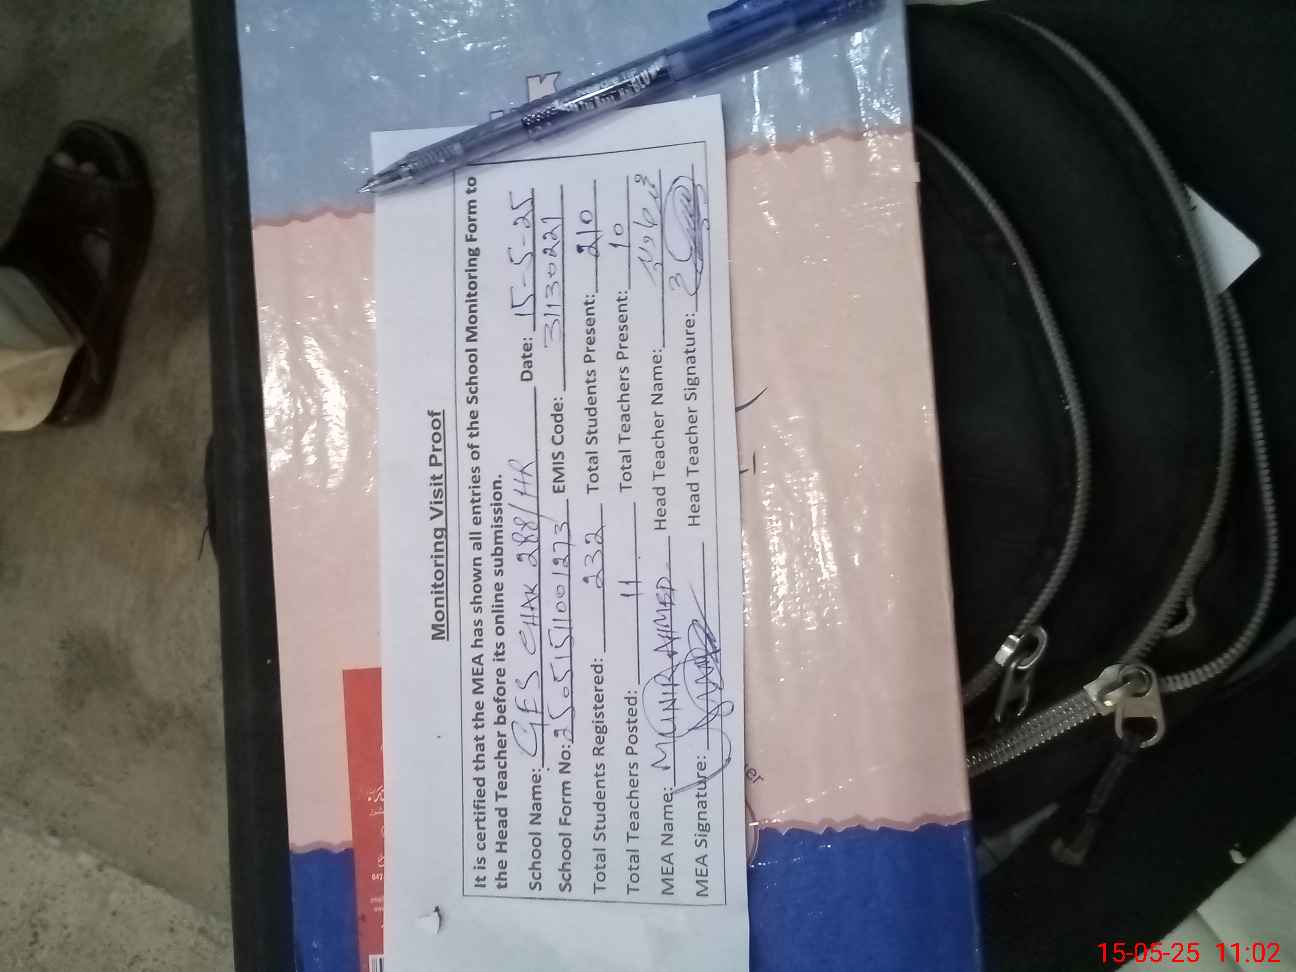 Monitoring Visit Proof
It is certified that the MEA has shown all entries of the School Monitoring Form to
the Head Teacher before its online submission.
School Name: GES CHAK 288/HR Date: 15-5-25
School Form No: 25051511001273 EMIS Code: 31130221
Total Students Registered: 232 Total Students Present: 210
Total Teachers Posted: 11 Total Teachers Present: 10
MEA Name: MUNIR AHMED Head Teacher Name:
MEA Signature: Head Teacher Signature:
15-05-25 11:02